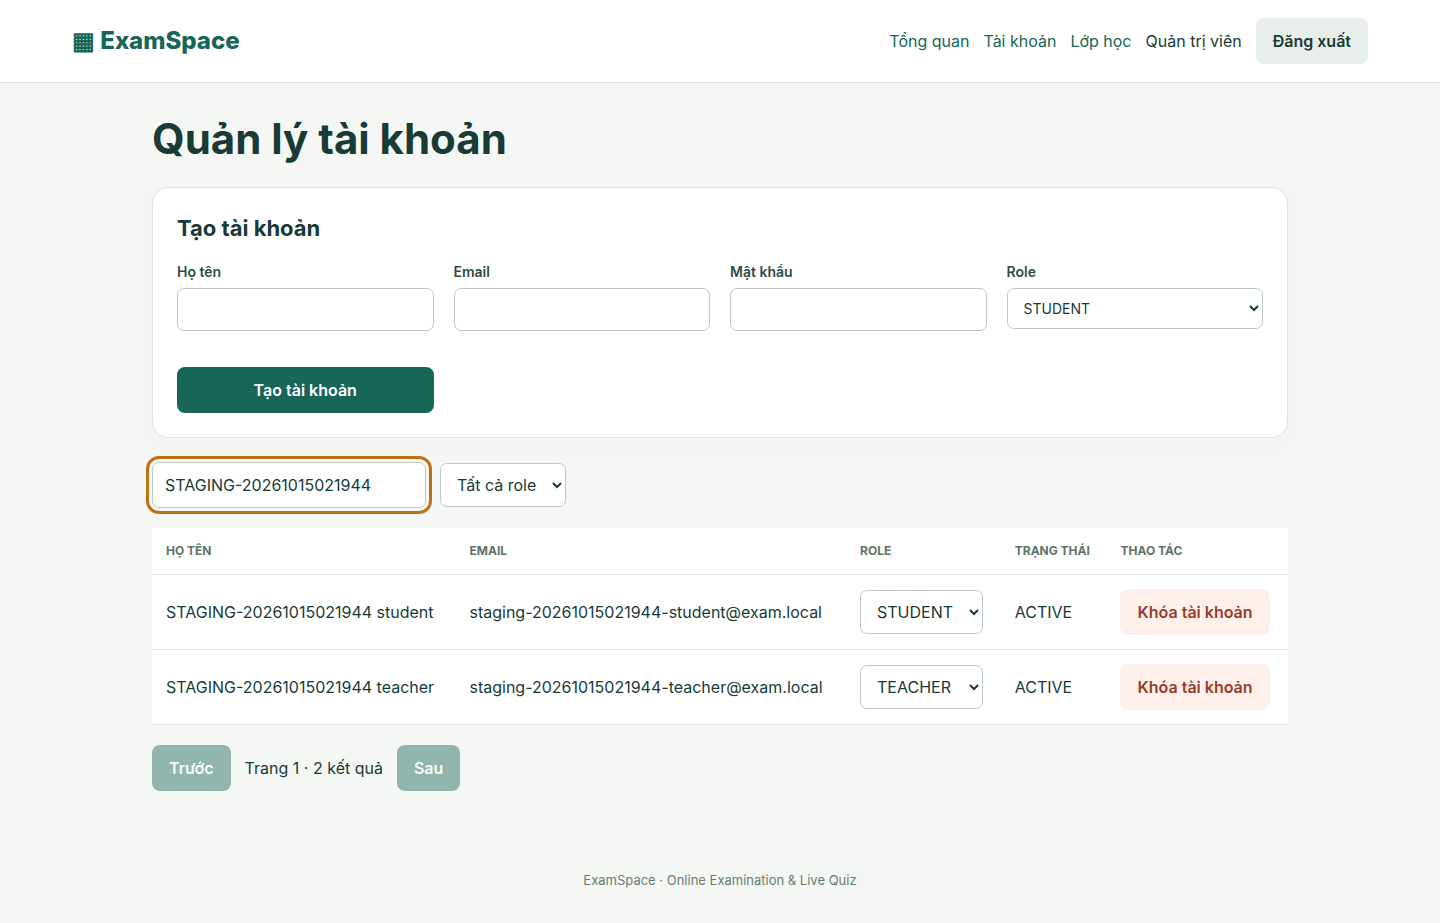 ExamSpace
Tổng quan Tài khoản Lớp học Quản trị viên Đăng xuất
Quản lý tài khoản
Tạo tài khoản
Họ tên Email Mật khẩu Role
STUDENT
Tạo tài khoản
STAGING-20261015021944 Tất cả role
HỌ TÊN EMAIL ROLE TRẠNG THÁI THAO TÁC
STAGING-20261015021944 student staging-20261015021944-student@exam.local STUDENT ACTIVE Khóa tài khoản
STAGING-20261015021944 teacher staging-20261015021944-teacher@exam.local TEACHER ACTIVE Khóa tài khoản
Trước Trang 1 · 2 kết quả Sau
ExamSpace · Online Examination & Live Quiz